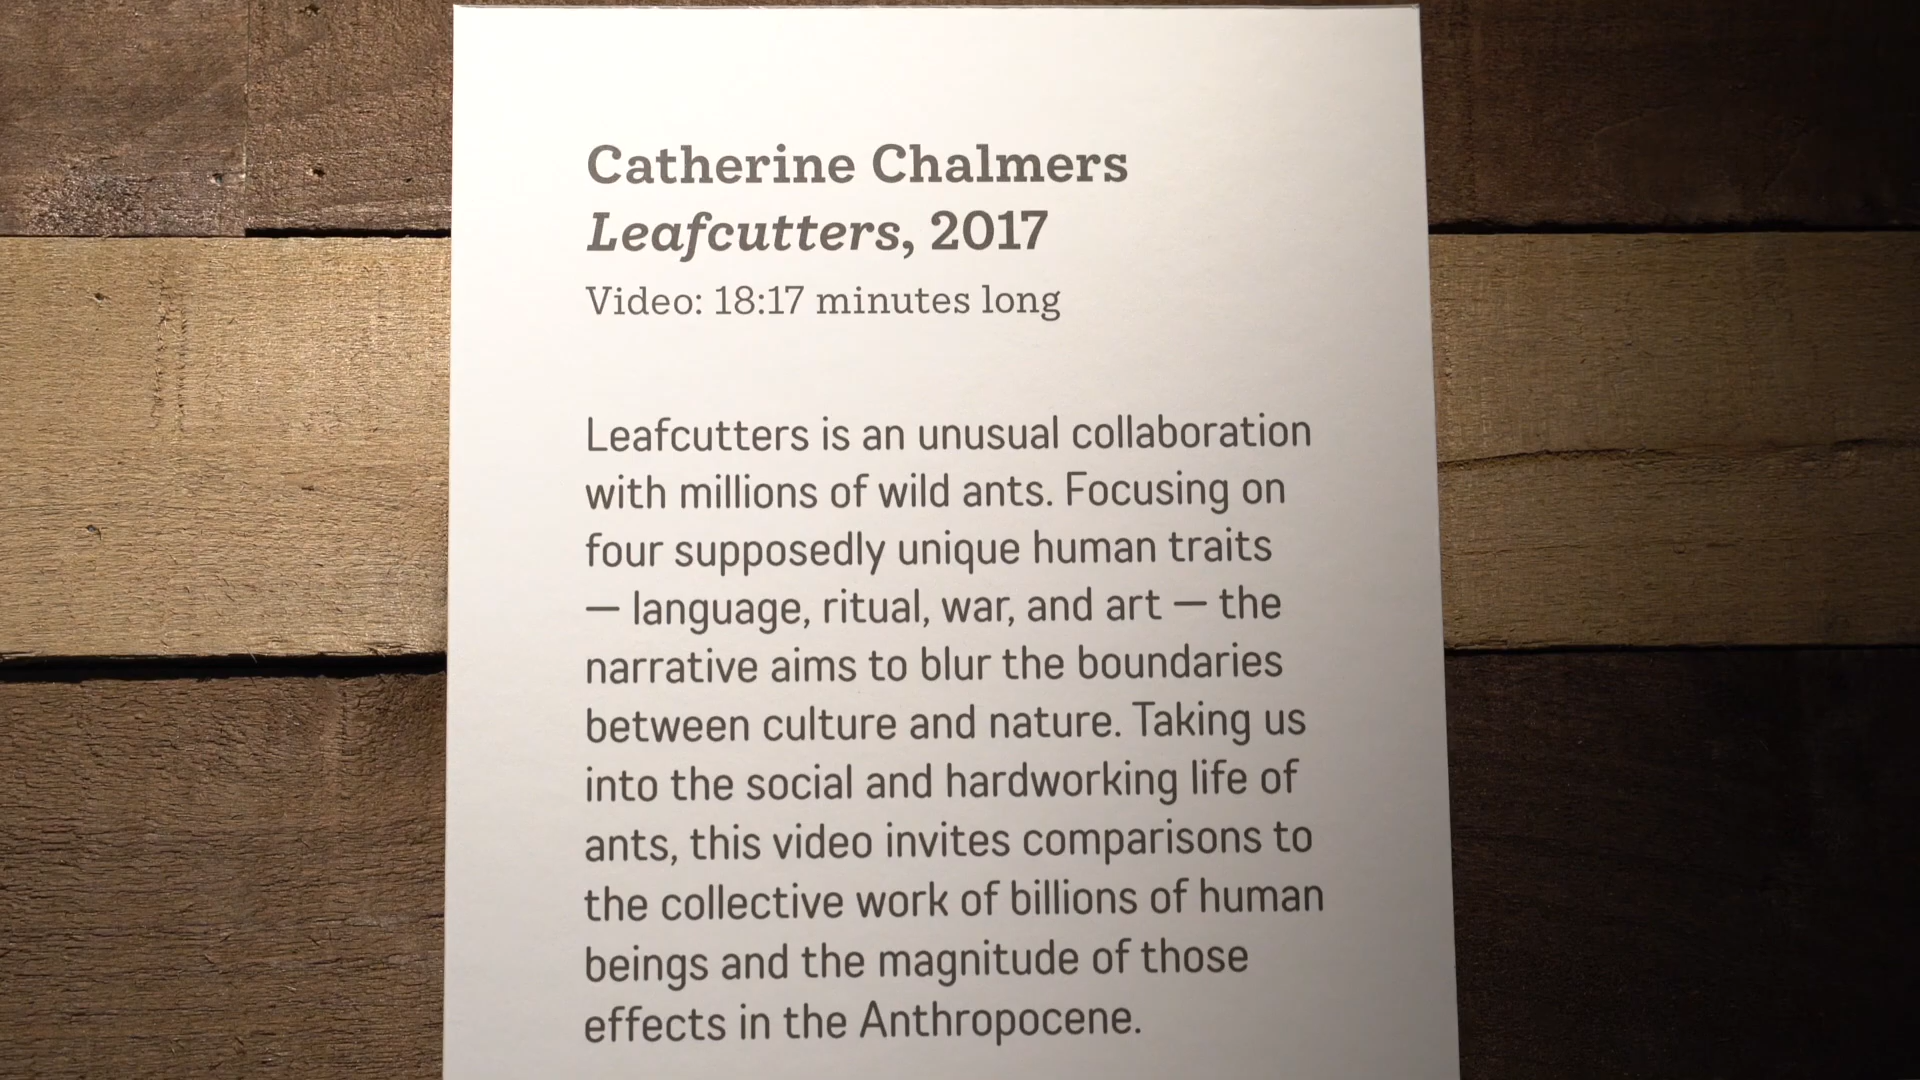 Catherine Chalmers
Leafcutters, 2017
Video: 18:17 minutes long
Leafcutters is an unusual collaboration
with millions of wild ants. Focusing on
four supposedly unique human traits
— language, ritual, war, and art — the
narrative aims to blur the boundaries
between culture and nature. Taking us
into the social and hardworking life of
ants, this video invites comparisons to
the collective work of billions of human
beings and the magnitude of those
effects in the Anthropocene.